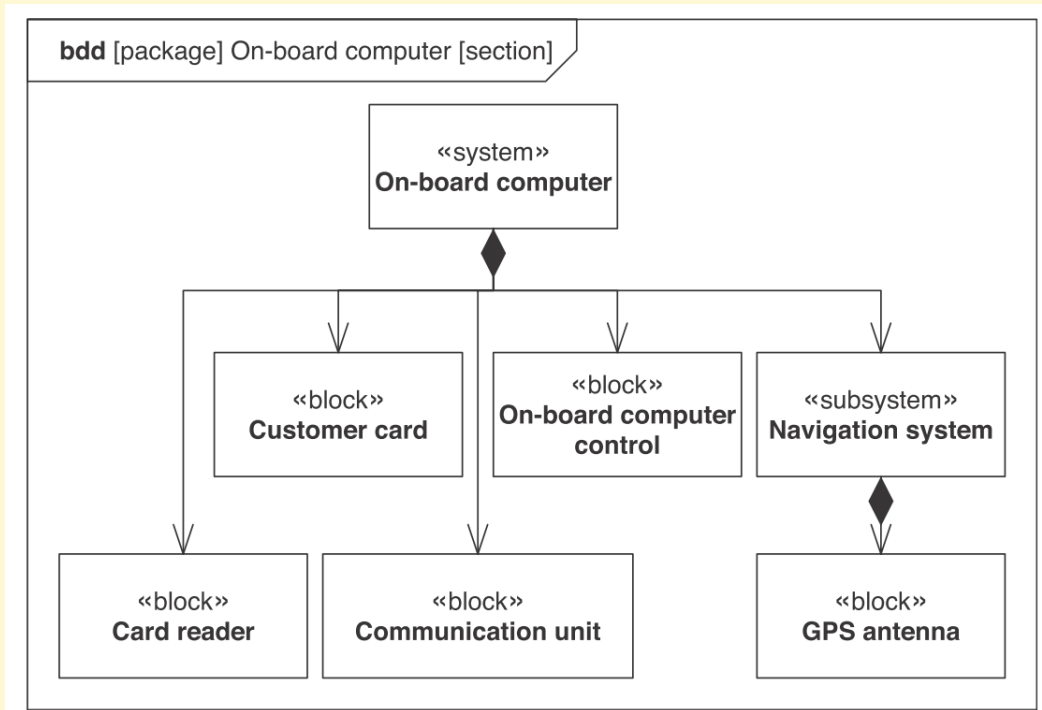 bdd [package] On-board computer [section]
«system»
On-board computer
«block»
Customer card
«block»
On-board computer
control
«subsystem»
Navigation system
«block»
Card reader
«block»
Communication unit
«block»
GPS antenna